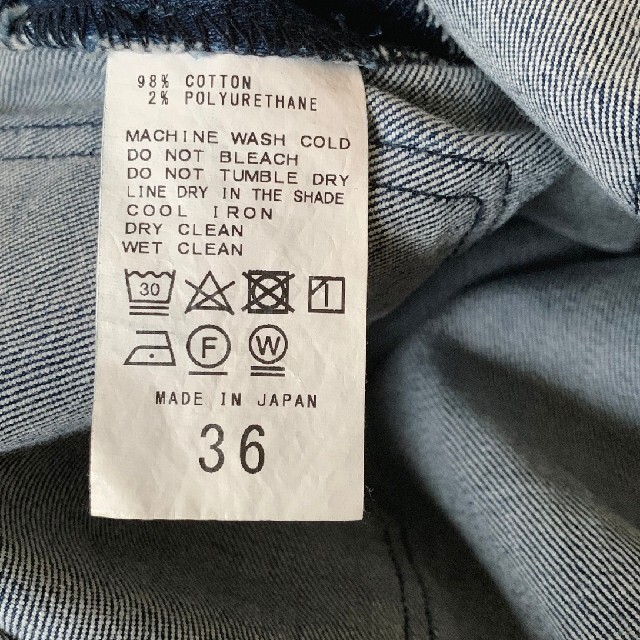 98% COTTON
2% POLYURETHANE
MACHINE WASH COLD
DO NOT BLEACH
DO NOT TUMBLE DRY
LINE DRY IN THE SHADE
COOL IRON
DRY CLEAN
WET CLEAN
30
F W
MADE IN JAPAN
36